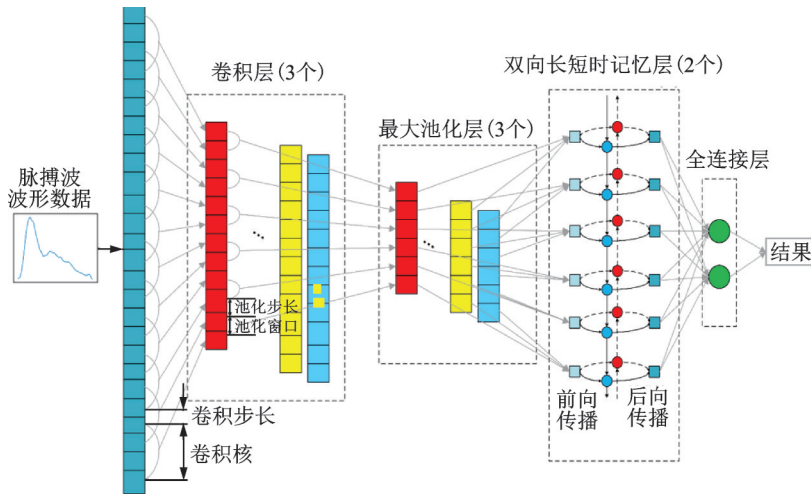 脉搏波
波形数据
卷积层(3个)
池化步长
池化窗口
卷积步长
卷积核
最大池化层(3个)
双向长短时记忆层(2个)
前向
传播
后向
传播
全连接层
结果